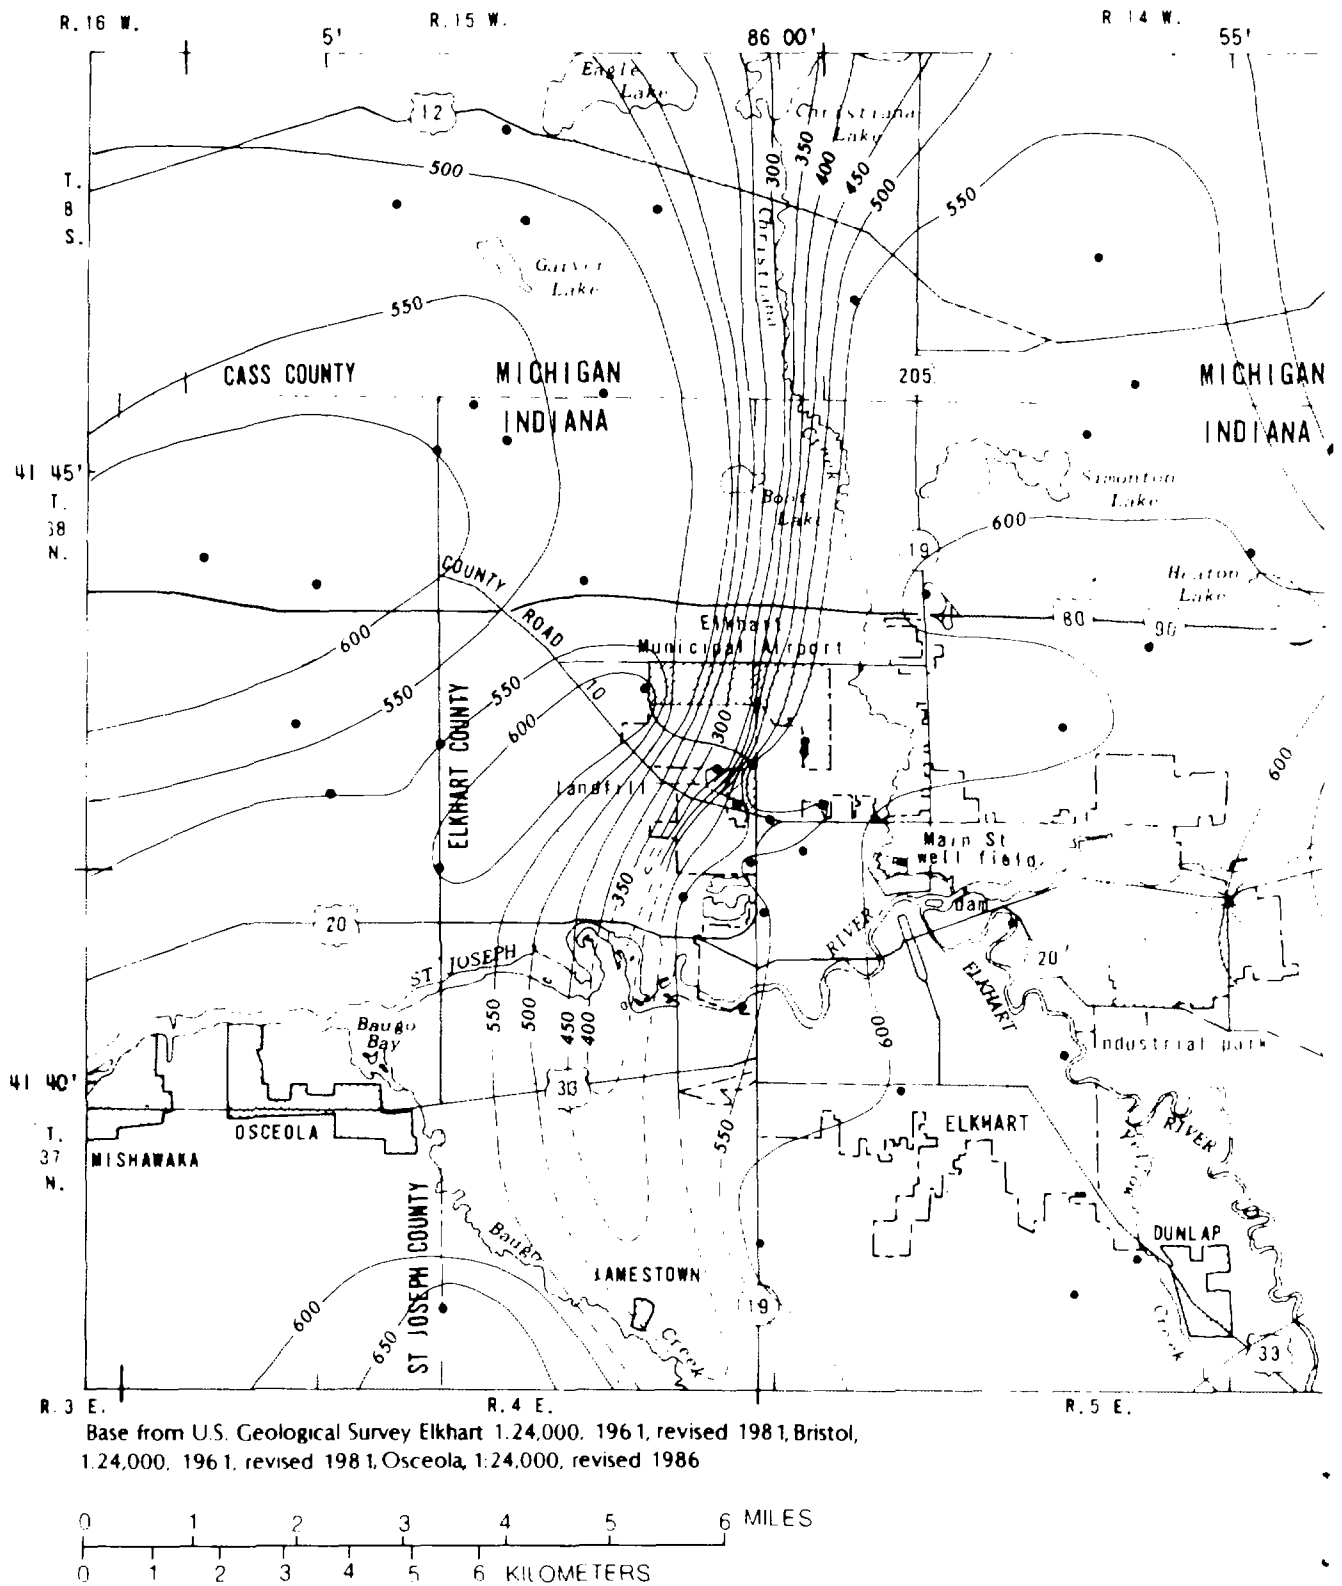 R.16 W.
R.15 W.
R 14 W.
5'
86 00'
55'
Eagle
Lake
12
Christiana
Lake
T.
8
S.
500
300
350
400
450
500
550
Christiana
Garver
Lake
550
CASS COUNTY
MICHIGAN
INDIANA
205
MICHIGAN
INDIANA
Creek
41 45'
T.
38
N.
Boot
Lake
Simonton
Lake
600
19
COUNTY
ROAD
10
Heaton
Lake
80
90
Elkhart
Municipal Airport
600
550
550
600
300
ELKHART COUNTY
600
Landfill
Main St
well field
350
20
ST JOSEPH
RIVER
Dam
ELKHART
20
550
500
450
400
600
Baugo
Bay
Industrial park
41 40'
33
OSCEOLA
550
ELKHART
RIVER
T.
37
N.
MISHAWAKA
ST JOSEPH COUNTY
Baugo
DUNLAP
JAMESTOWN
600
650
19
Creek
Creek
33
R.3 E.
R.4 E.
R.5 E.
Base from U.S. Geological Survey Elkhart 1:24,000, 1961, revised 1981, Bristol,
1:24,000, 1961, revised 1981, Osceola, 1:24,000, revised 1986
0 1 2 3 4 5 6 MILES
0 1 2 3 4 5 6 KILOMETERS